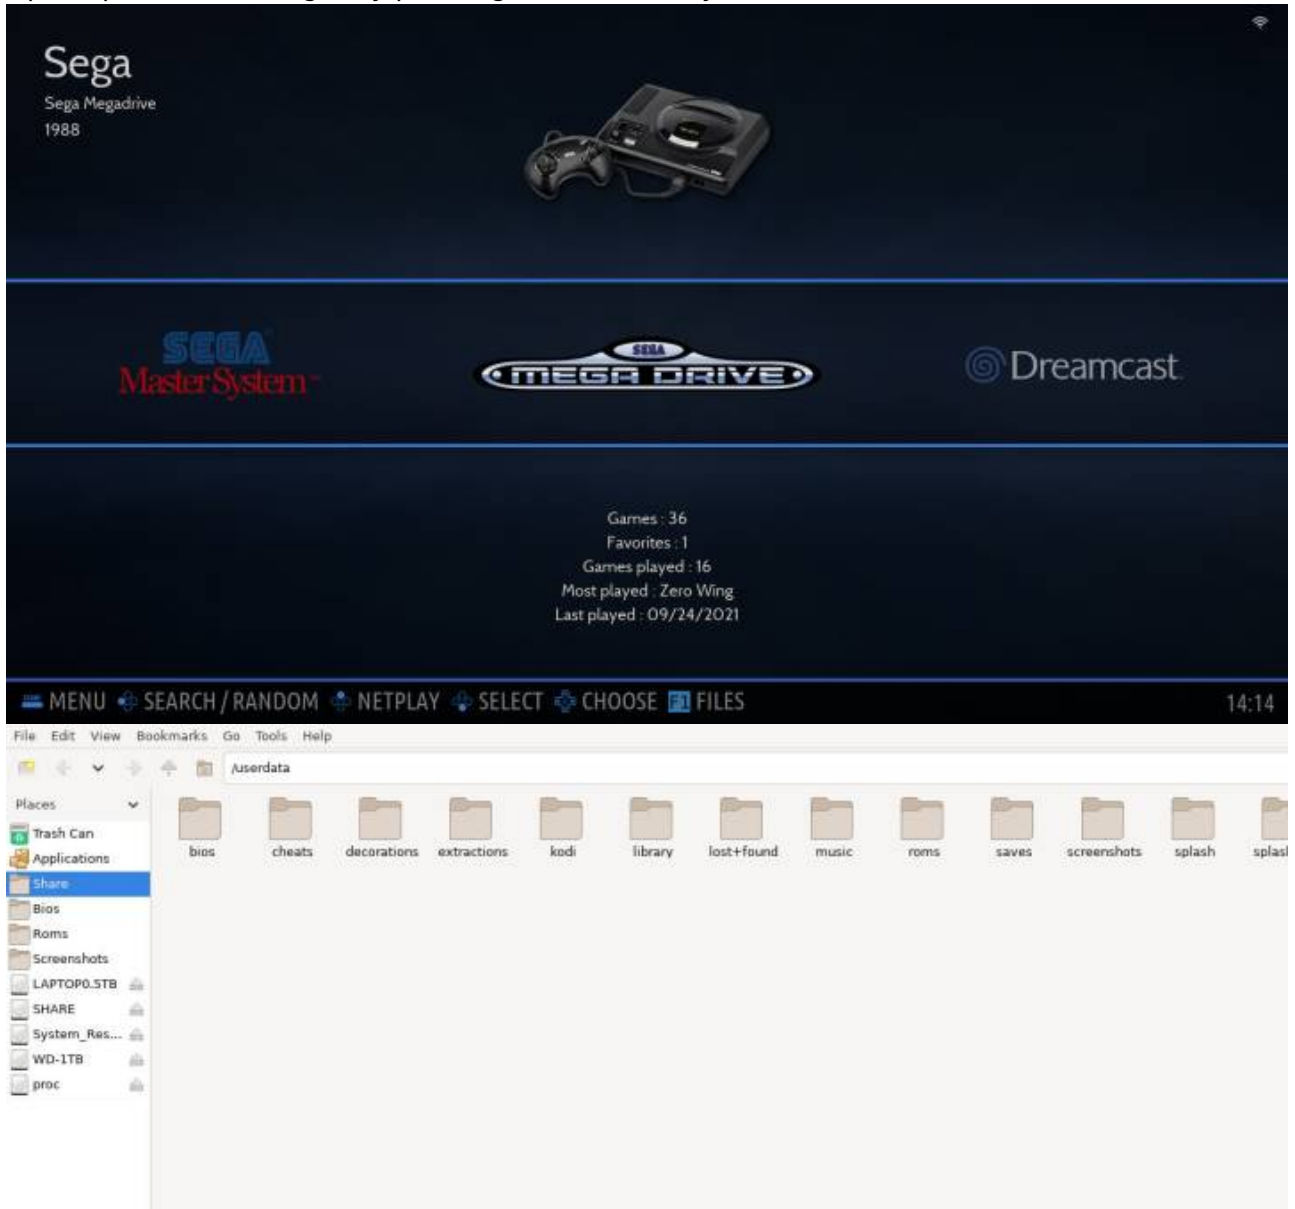 Sega
Sega Megadrive
1988
SEGA
Master System
SEGA
MEGA DRIVE
Dreamcast
Games : 36
Favorites : 1
Games played : 16
Most played : Zero Wing
Last played : 09/24/2021
MENU SEARCH / RANDOM NETPLAY SELECT CHOOSE F1 FILES 14:14
File Edit View Bookmarks Go Tools Help
/userdata
Places
Trash Can
Applications
Share
Bios
Roms
Screenshots
LAPTOP0.5TB
SHARE
System_Res...
WD-1TB
proc
bios cheats decorations extractions kodi library lost+found music roms saves screenshots splash splas